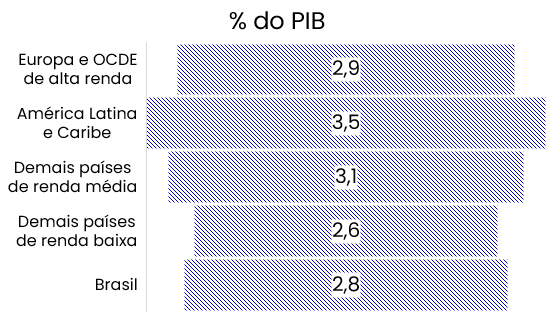 % do PIB
Europa e OCDE
de alta renda
2,9
América Latina
e Caribe
3,5
Demais países
de renda média
3,1
Demais países
de renda baixa
2,6
Brasil
2,8